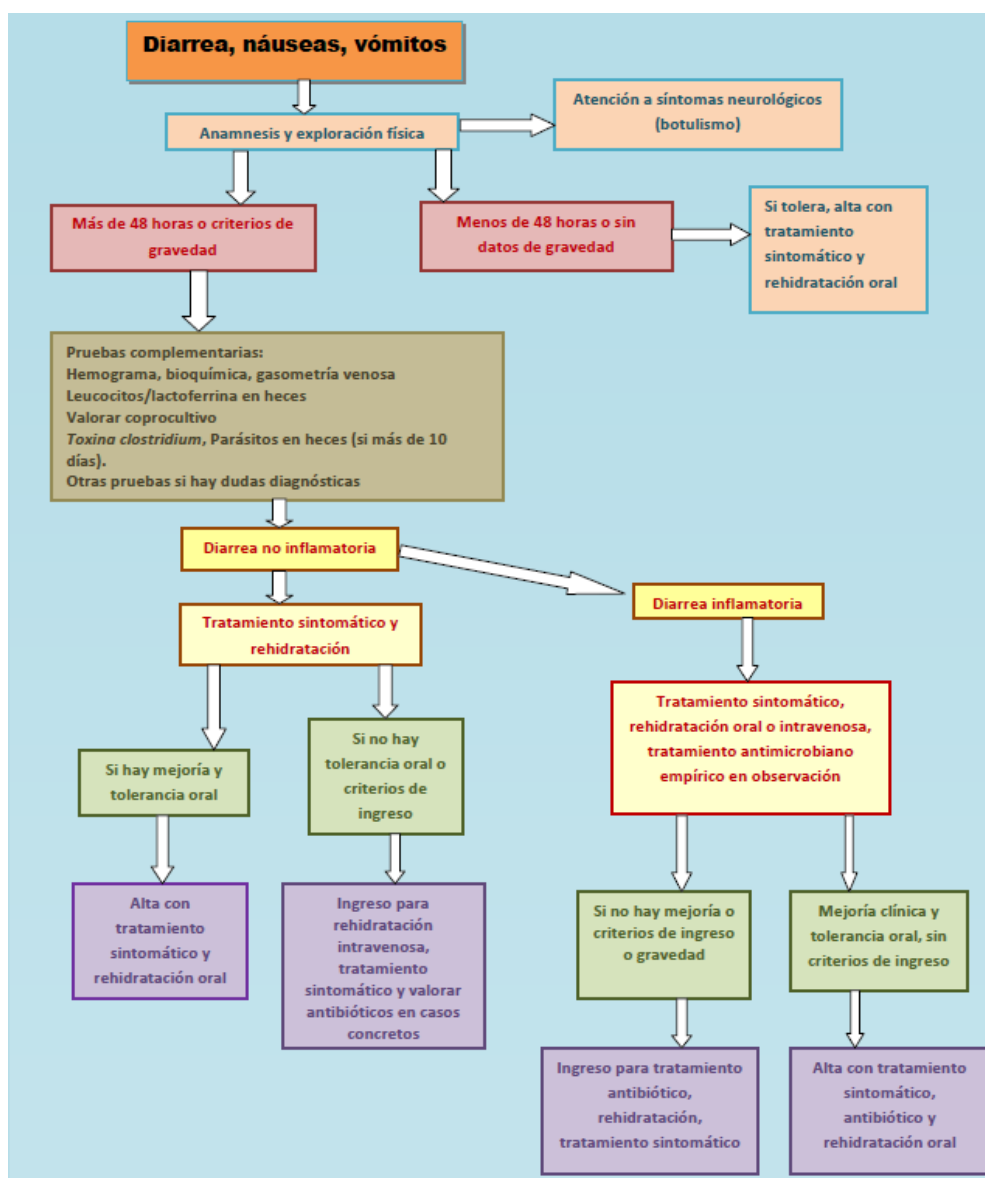 Diarrea, náuseas, vómitos
Atención a síntomas neurológicos
(botulismo)
Anamnesis y exploración física
Más de 48 horas o criterios de
gravedad
Menos de 48 horas o sin
datos de gravedad
Si tolera, alta con
tratamiento
sintomático y
rehidratación oral
Pruebas complementarias:
Hemograma, bioquímica, gasometría venosa
Leucocitos/lactoferrina en heces
Valorar coprocultivo
Toxina clostridium, Parásitos en heces (si más de 10
días).
Otras pruebas si hay dudas diagnósticas
Diarrea no inflamatoria
Diarrea inflamatoria
Tratamiento sintomático y
rehidratación
Tratamiento sintomático,
rehidratación oral o intravenosa,
tratamiento antimicrobiano
empírico en observación
Si hay mejoría y
tolerancia oral
Si no hay
tolerancia oral o
criterios de
ingreso
Alta con
tratamiento
sintomático y
rehidratación oral
Ingreso para
rehidratación
intravenosa,
tratamiento
sintomático y valorar
antibióticos en casos
concretos
Si no hay mejoría o
criterios de ingreso
o gravedad
Mejoría clínica y
tolerancia oral, sin
criterios de ingreso
Ingreso para tratamiento
antibiótico,
rehidratación,
tratamiento sintomático
Alta con tratamiento
sintomático,
antibiótico y
rehidratación oral